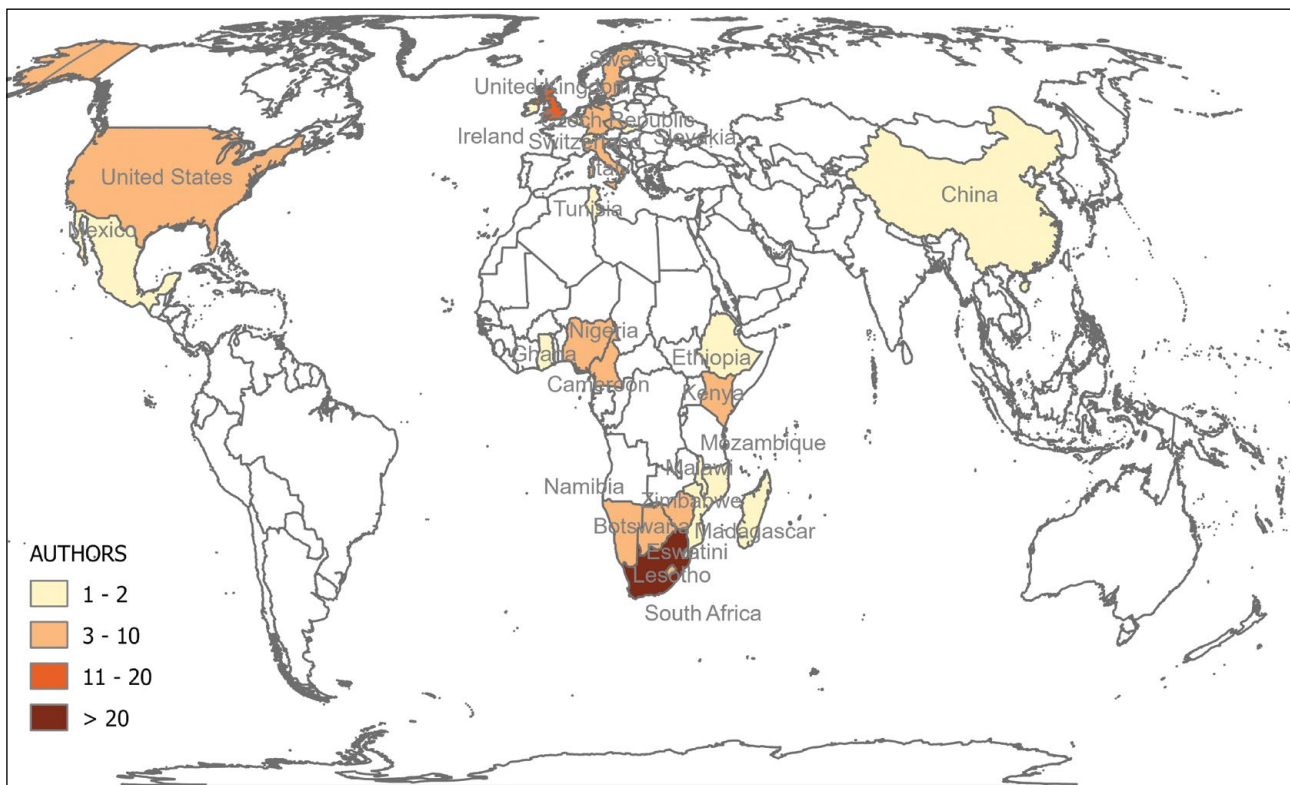 Sweden
United Kingdom
Czech Republic
Ireland
Switzerland
Slovakia
Italy
United States
China
Tunisia
Mexico
Nigeria
Ghana
Ethiopia
Cameroon
Kenya
Mozambique
Malawi
Namibia
Zimbabwe
Botswana
Madagascar
Eswatini
Lesotho
South Africa
AUTHORS
1 - 2
3 - 10
11 - 20
> 20